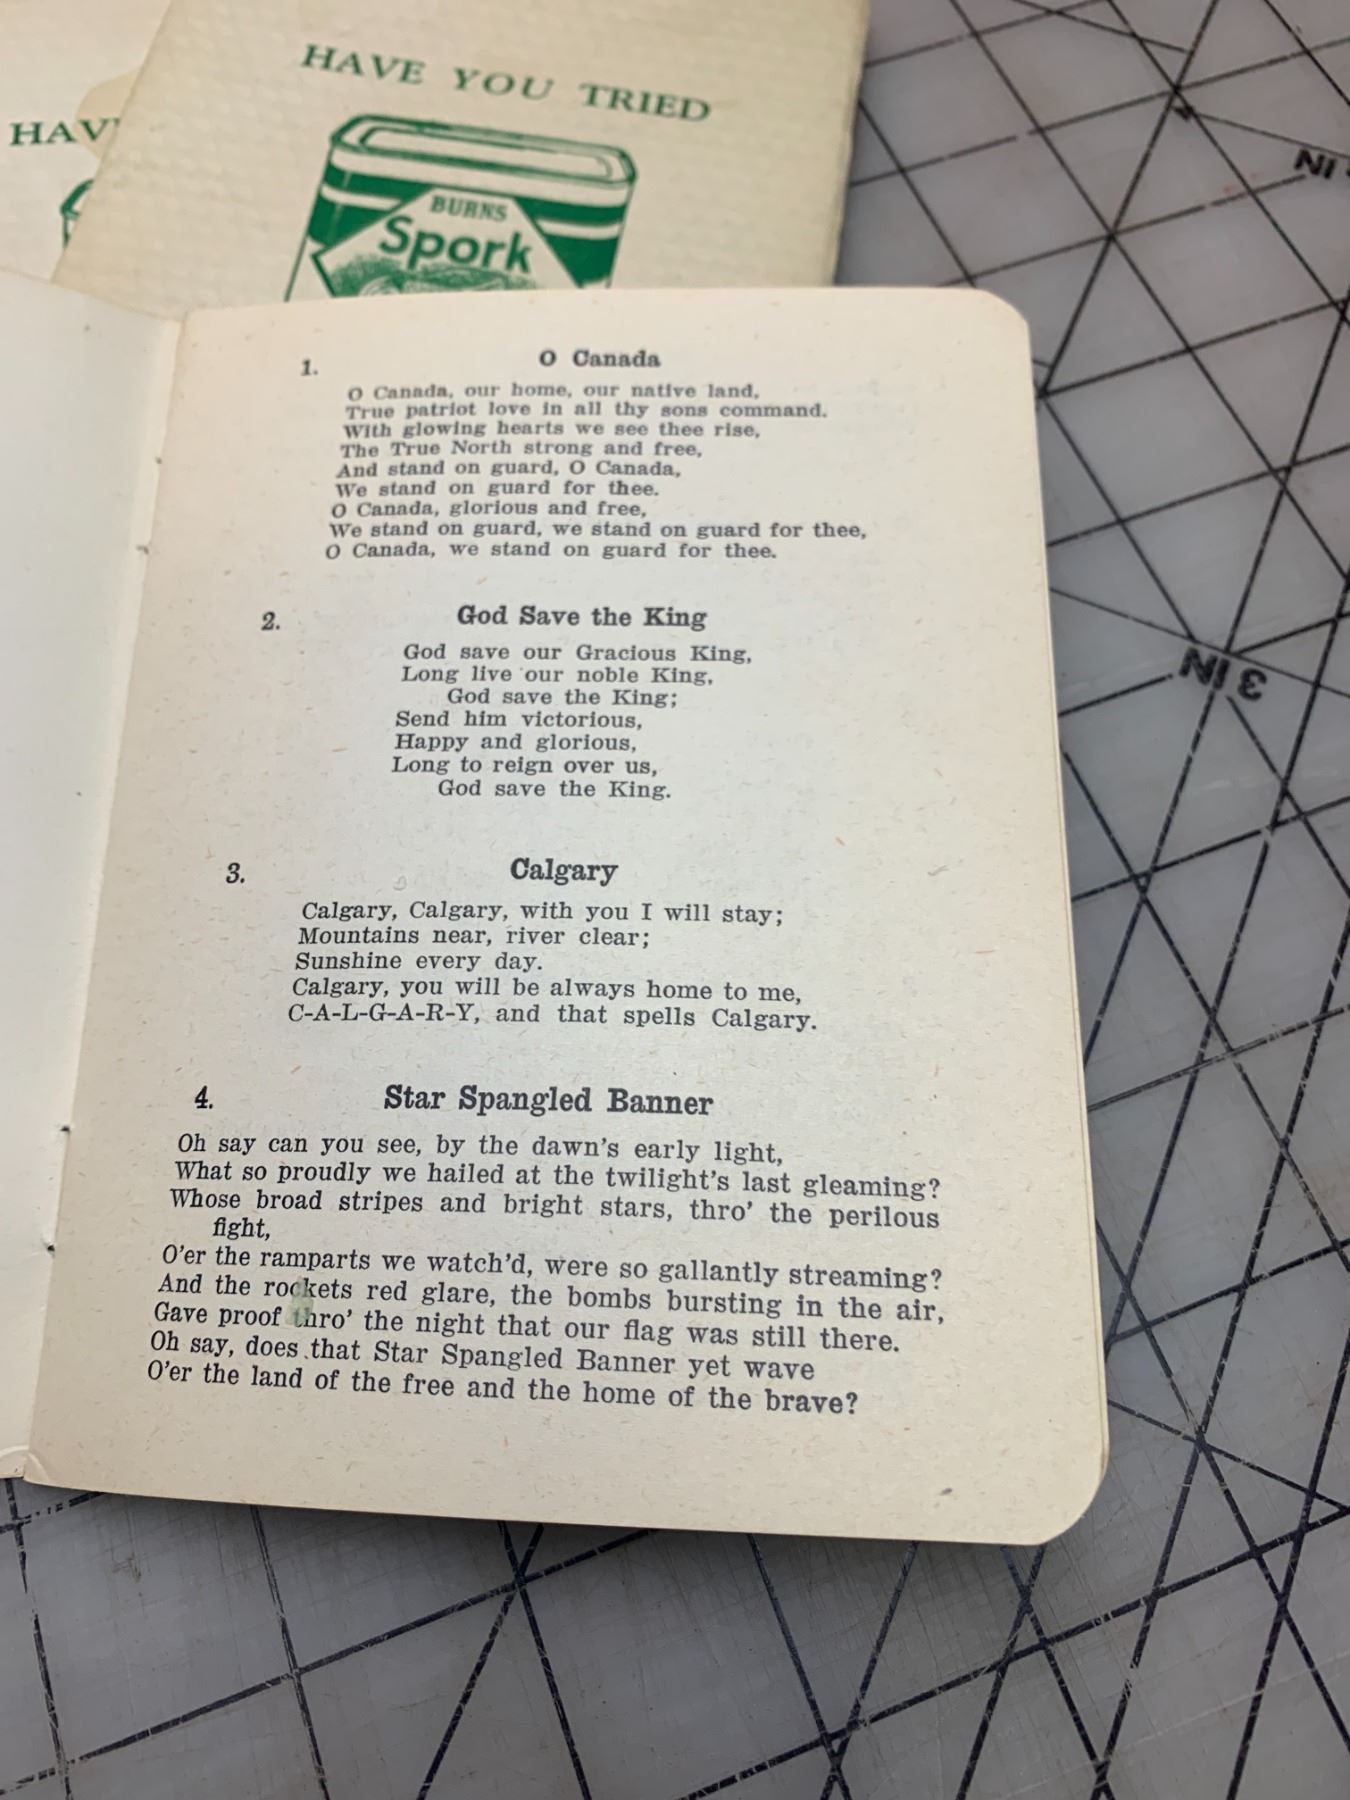 HAVE YOU TRIED
HAV
BURNS
Spork
IN
3 IN
1. O Canada
O Canada, our home, our native land,
True patriot love in all thy sons command.
With glowing hearts we see thee rise,
The True North strong and free,
And stand on guard, O Canada,
We stand on guard for thee.
O Canada, glorious and free,
We stand on guard, we stand on guard for thee,
O Canada, we stand on guard for thee.
2. God Save the King
God save our Gracious King,
Long live our noble King,
God save the King;
Send him victorious,
Happy and glorious,
Long to reign over us,
God save the King.
3. Calgary
Calgary, Calgary, with you I will stay;
Mountains near, river clear;
Sunshine every day.
Calgary, you will be always home to me,
C-A-L-G-A-R-Y, and that spells Calgary.
4. Star Spangled Banner
Oh say can you see, by the dawn's early light,
What so proudly we hailed at the twilight's last gleaming?
Whose broad stripes and bright stars, thro' the perilous
fight,
O'er the ramparts we watch'd, were so gallantly streaming?
And the rockets red glare, the bombs bursting in the air,
Gave proof thro' the night that our flag was still there.
Oh say, does that Star Spangled Banner yet wave
O'er the land of the free and the home of the brave?